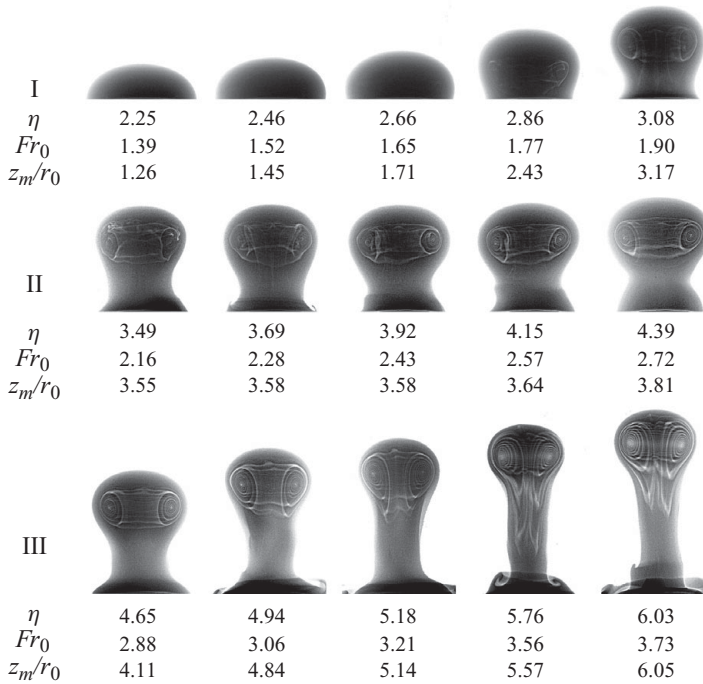 I
η 2.25 2.46 2.66 2.86 3.08
Fr0 1.39 1.52 1.65 1.77 1.90
zm/r0 1.26 1.45 1.71 2.43 3.17
II
η 3.49 3.69 3.92 4.15 4.39
Fr0 2.16 2.28 2.43 2.57 2.72
zm/r0 3.55 3.58 3.58 3.64 3.81
III
η 4.65 4.94 5.18 5.76 6.03
Fr0 2.88 3.06 3.21 3.56 3.73
zm/r0 4.11 4.84 5.14 5.57 6.05